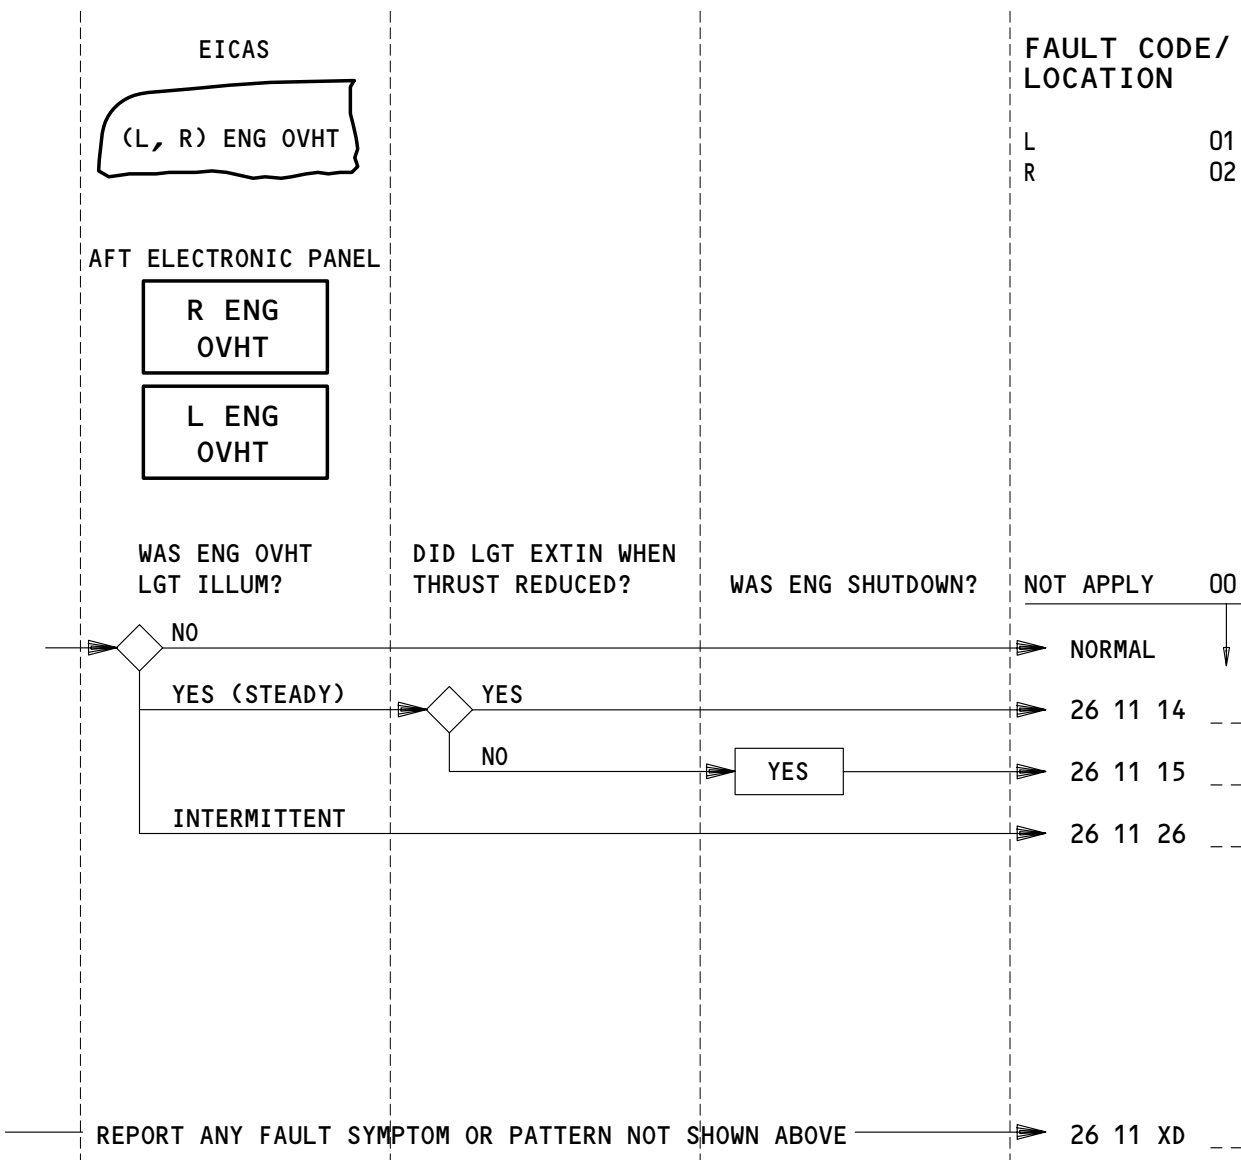 EICAS
(L, R) ENG OVHT
AFT ELECTRONIC PANEL
R ENG
OVHT
L ENG
OVHT
FAULT CODE/
LOCATION
L 01
R 02
WAS ENG OVHT
LGT ILLUM?
DID LGT EXTIN WHEN
THRUST REDUCED?
WAS ENG SHUTDOWN?
NOT APPLY 00
NO
NORMAL
YES (STEADY)
YES
26 11 14 _ _
NO
YES
26 11 15 _ _
INTERMITTENT
26 11 26 _ _
REPORT ANY FAULT SYMPTOM OR PATTERN NOT SHOWN ABOVE
26 11 XD _ _